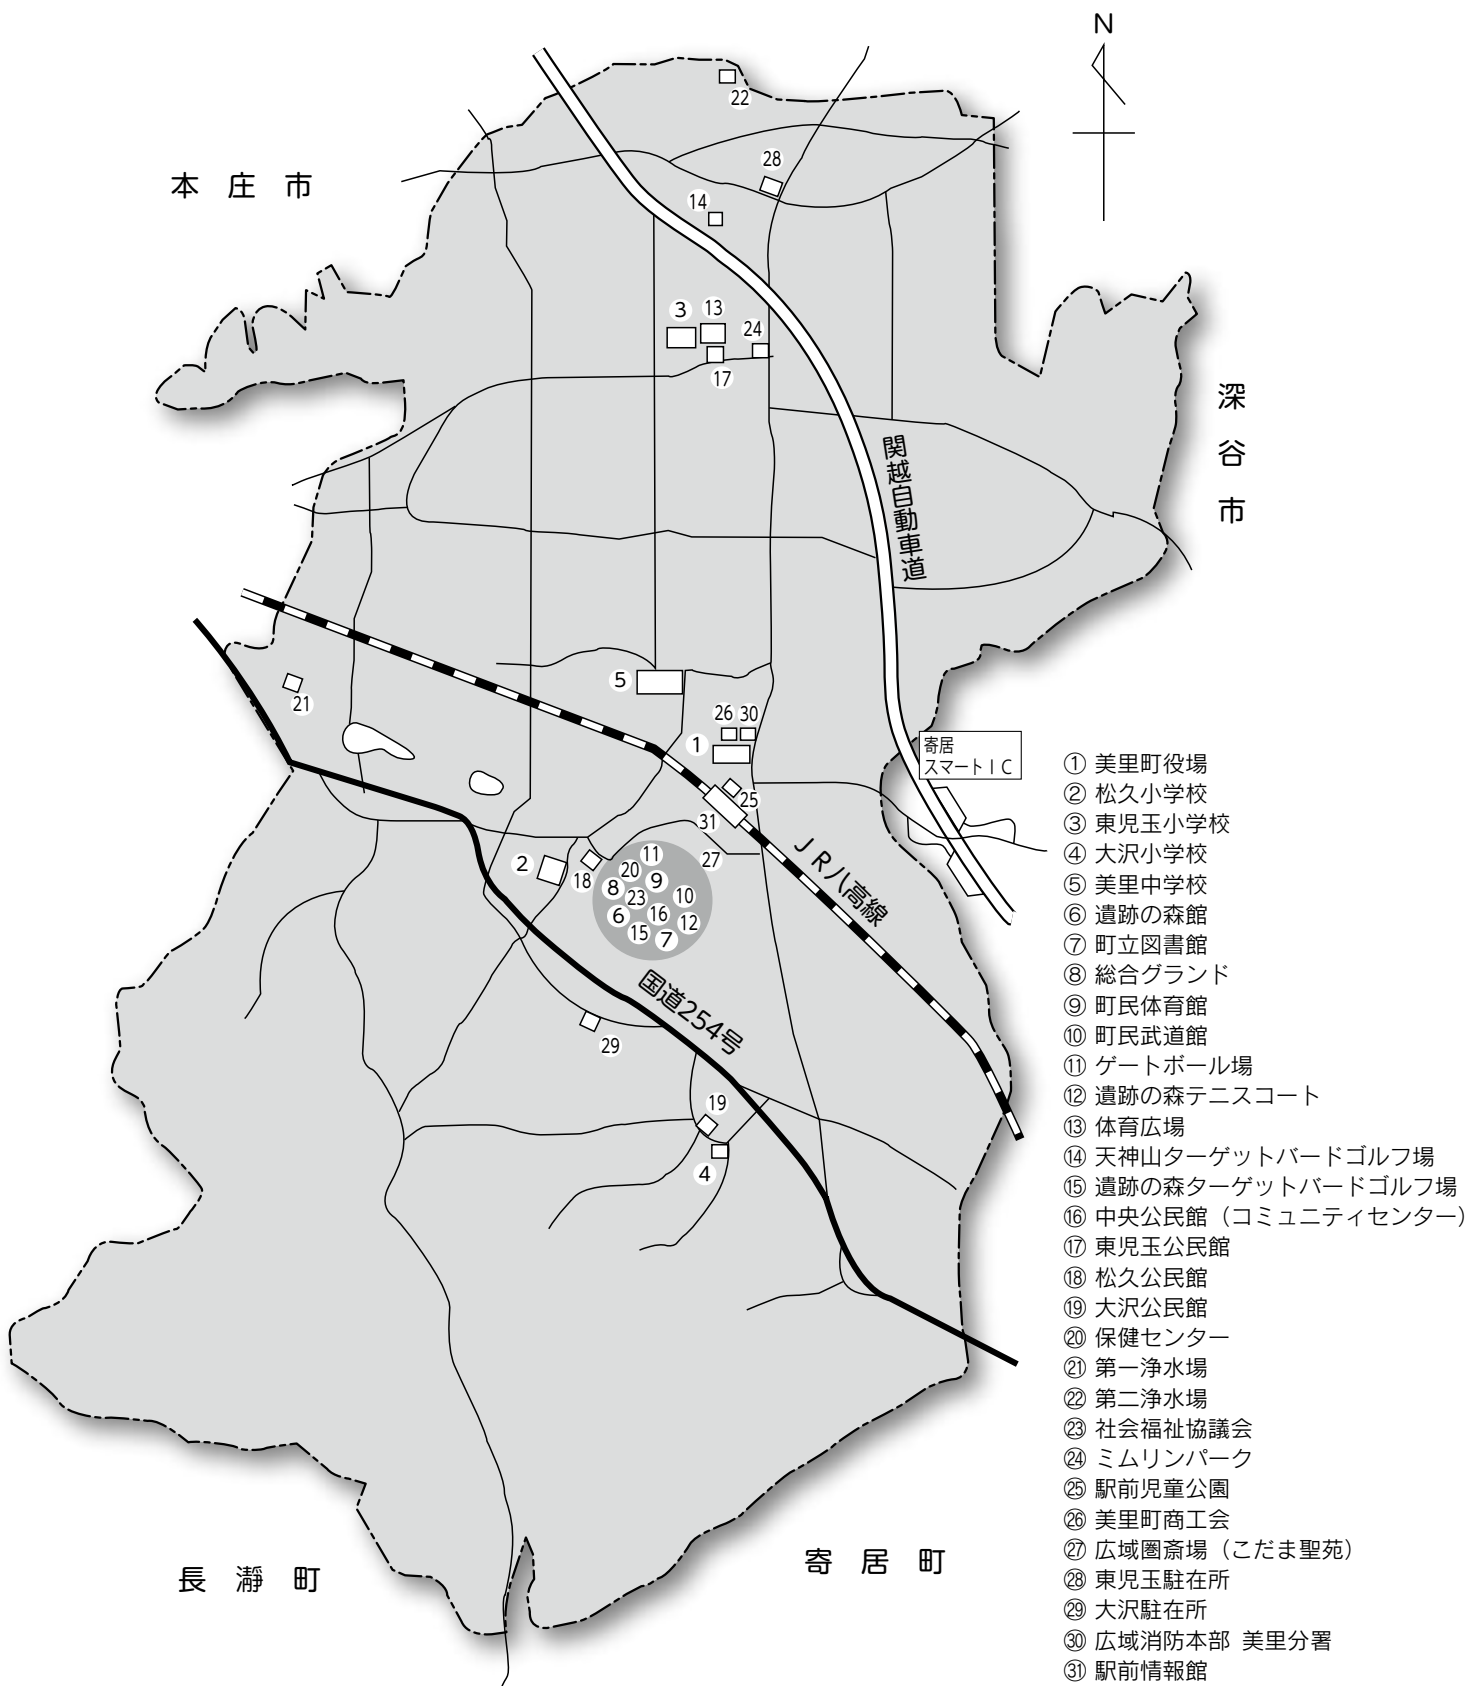 N
22
28
本庄市
14
3
13
24
17
深谷市
関越自動車道
5
21
26
30
1
寄居
スマートIC
25
31
27
JR八高線
2
18
11
20
9
8
23
10
6
16
12
15
7
国道254号
29
19
4
長瀞町
寄居町
① 美里町役場
② 松久小学校
③ 東児玉小学校
④ 大沢小学校
⑤ 美里中学校
⑥ 遺跡の森館
⑦ 町立図書館
⑧ 総合グランド
⑨ 町民体育館
⑩ 町民武道館
⑪ ゲートボール場
⑫ 遺跡の森テニスコート
⑬ 体育広場
⑭ 天神山ターゲットバードゴルフ場
⑮ 遺跡の森ターゲットバードゴルフ場
⑯ 中央公民館（コミュニティセンター）
⑰ 東児玉公民館
⑱ 松久公民館
⑲ 大沢公民館
⑳ 保健センター
㉑ 第一浄水場
㉒ 第二浄水場
㉓ 社会福祉協議会
㉔ ミムリンパーク
㉕ 駅前児童公園
㉖ 美里町商工会
㉗ 広域圏斎場（こだま聖苑）
㉘ 東児玉駐在所
㉙ 大沢駐在所
㉚ 広域消防本部 美里分署
㉛ 駅前情報館